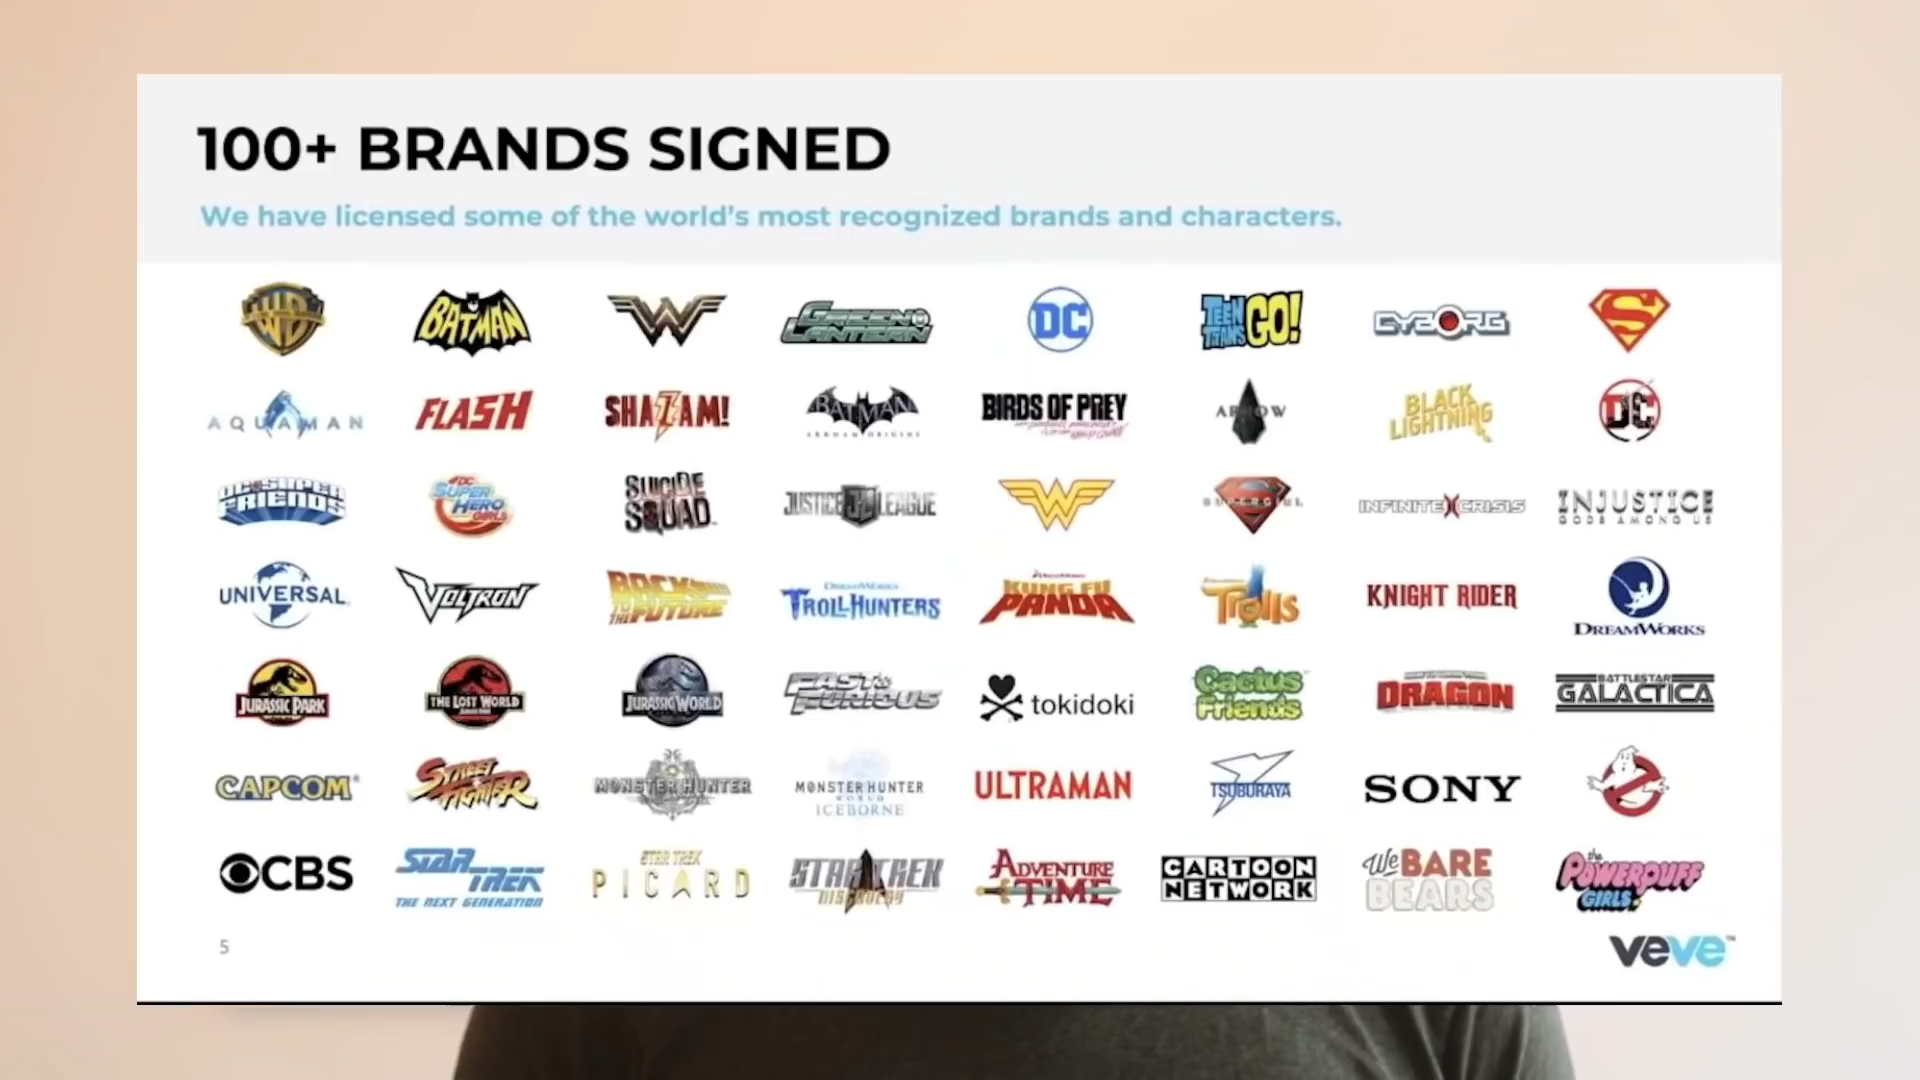 100+ BRANDS SIGNED
We have licensed some of the world's most recognized brands and characters.
WB BATMAN W GREEN LANTERN DC TEEN TITANS GO! CYBORG S
AQUAMAN FLASH SHAZAM! BATMAN ARKHAM ORIGINS BIRDS OF PREY ARROW BLACK LIGHTNING DC
DC SUPER FRIENDS DC SUPER HERO GIRLS SUICIDE SQUAD JUSTICE JL LEAGUE W SUPERGIRL INFINITE CRISIS INJUSTICE GODS AMONG US
UNIVERSAL VOLTRON BACK TO THE FUTURE DREAMWORKS TROLLHUNTERS KUNG FU PANDA Trolls KNIGHT RIDER DREAMWORKS
JURASSIC PARK THE LOST WORLD JURASSIC WORLD FAST & FURIOUS tokidoki Cactus Friends DRAGON BATTLESTAR GALACTICA
CAPCOM STREET FIGHTER MONSTER HUNTER MONSTER HUNTER WORLD ICEBORNE ULTRAMAN TSUBURAYA SONY
CBS STAR TREK THE NEXT GENERATION STAR TREK PICARD STAR TREK DISCOVERY ADVENTURE TIME CARTOON NETWORK We BARE BEARS the POWERPUFF GIRLS
5 veve™